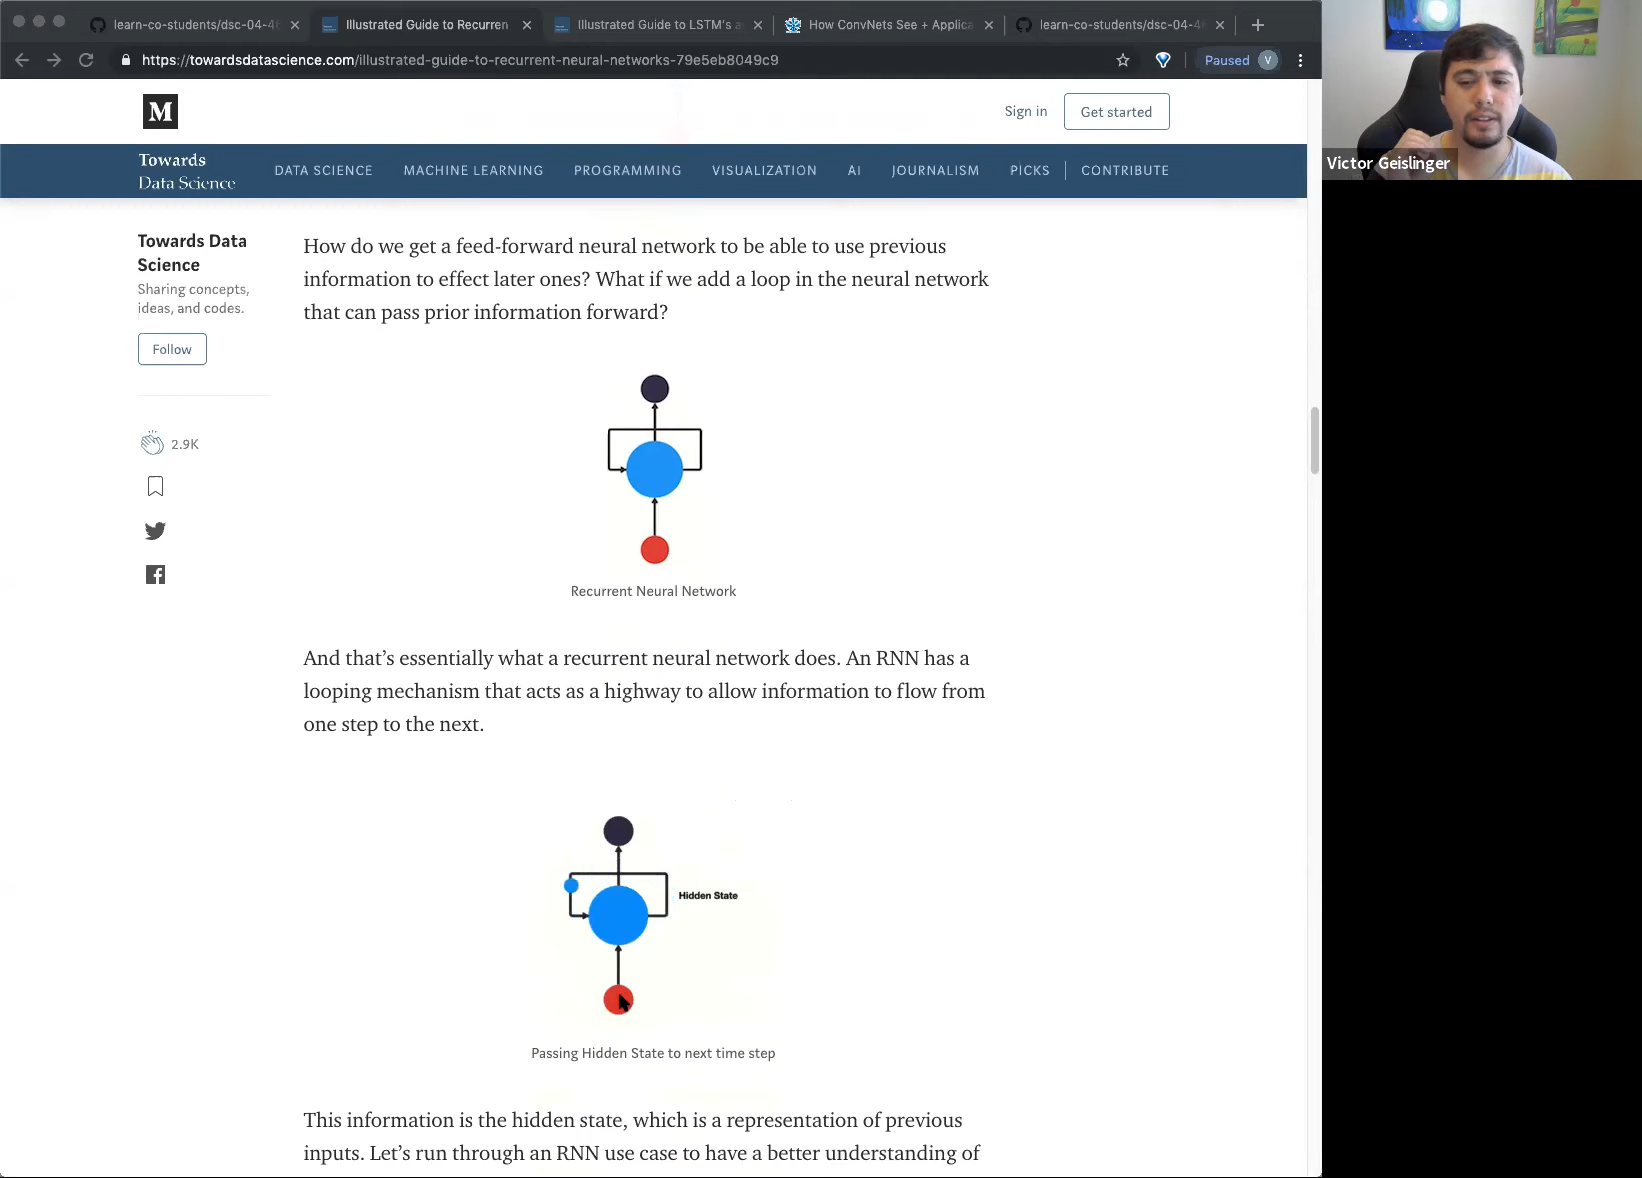 learn-co-students/dsc-04-4
Illustrated Guide to Recurren
Illustrated Guide to LSTM's a
How ConvNets See + Applica
learn-co-students/dsc-04-4
https://towardsdatascience.com/illustrated-guide-to-recurrent-neural-networks-79e5eb8049c9
Paused
V
Victor Geislinger
M
Sign in
Get started
Towards
Data Science
DATA SCIENCE
MACHINE LEARNING
PROGRAMMING
VISUALIZATION
AI
JOURNALISM
PICKS
CONTRIBUTE
Towards Data
Science
Sharing concepts,
ideas, and codes.
Follow
2.9K
How do we get a feed-forward neural network to be able to use previous
information to effect later ones? What if we add a loop in the neural network
that can pass prior information forward?
Recurrent Neural Network
And that’s essentially what a recurrent neural network does. An RNN has a
looping mechanism that acts as a highway to allow information to flow from
one step to the next.
Hidden State
Passing Hidden State to next time step
This information is the hidden state, which is a representation of previous
inputs. Let’s run through an RNN use case to have a better understanding of